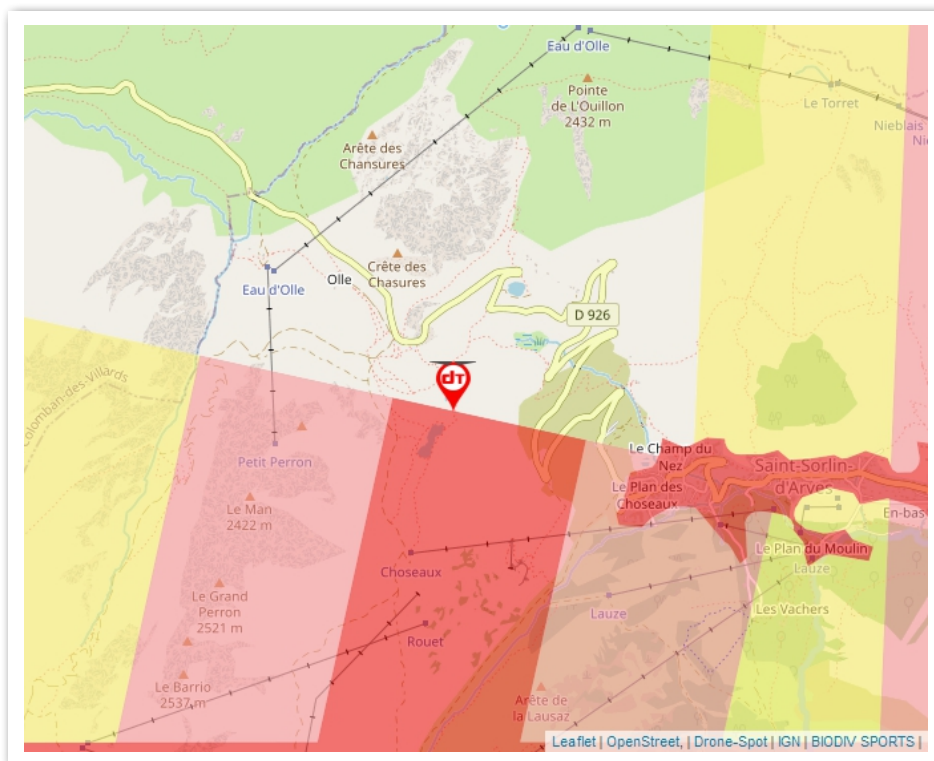 Eau d'Olle
Pointe
de L'Ouillon
2432 m
Le Torret
Nieblais
Arête des
Chansures
Crête des
Chasures
Olle
Eau d'Olle
D 926
dT
olomban-des-Villards
Petit Perron
Le Champ du
Nez
Saint-Sorlin-
d'Arves
Le Plan des
Choseaux
Le Man
2422 m
En-bas
Le Plan du Moulin
Lauze
Choseaux
Le Grand
Perron
2521 m
Lauze
Les Vachers
Rouet
Le Barrio
2537 m
Arête de
la Lausaz
Leaflet | OpenStreet, | Drone-Spot | IGN | BIODIV SPORTS |